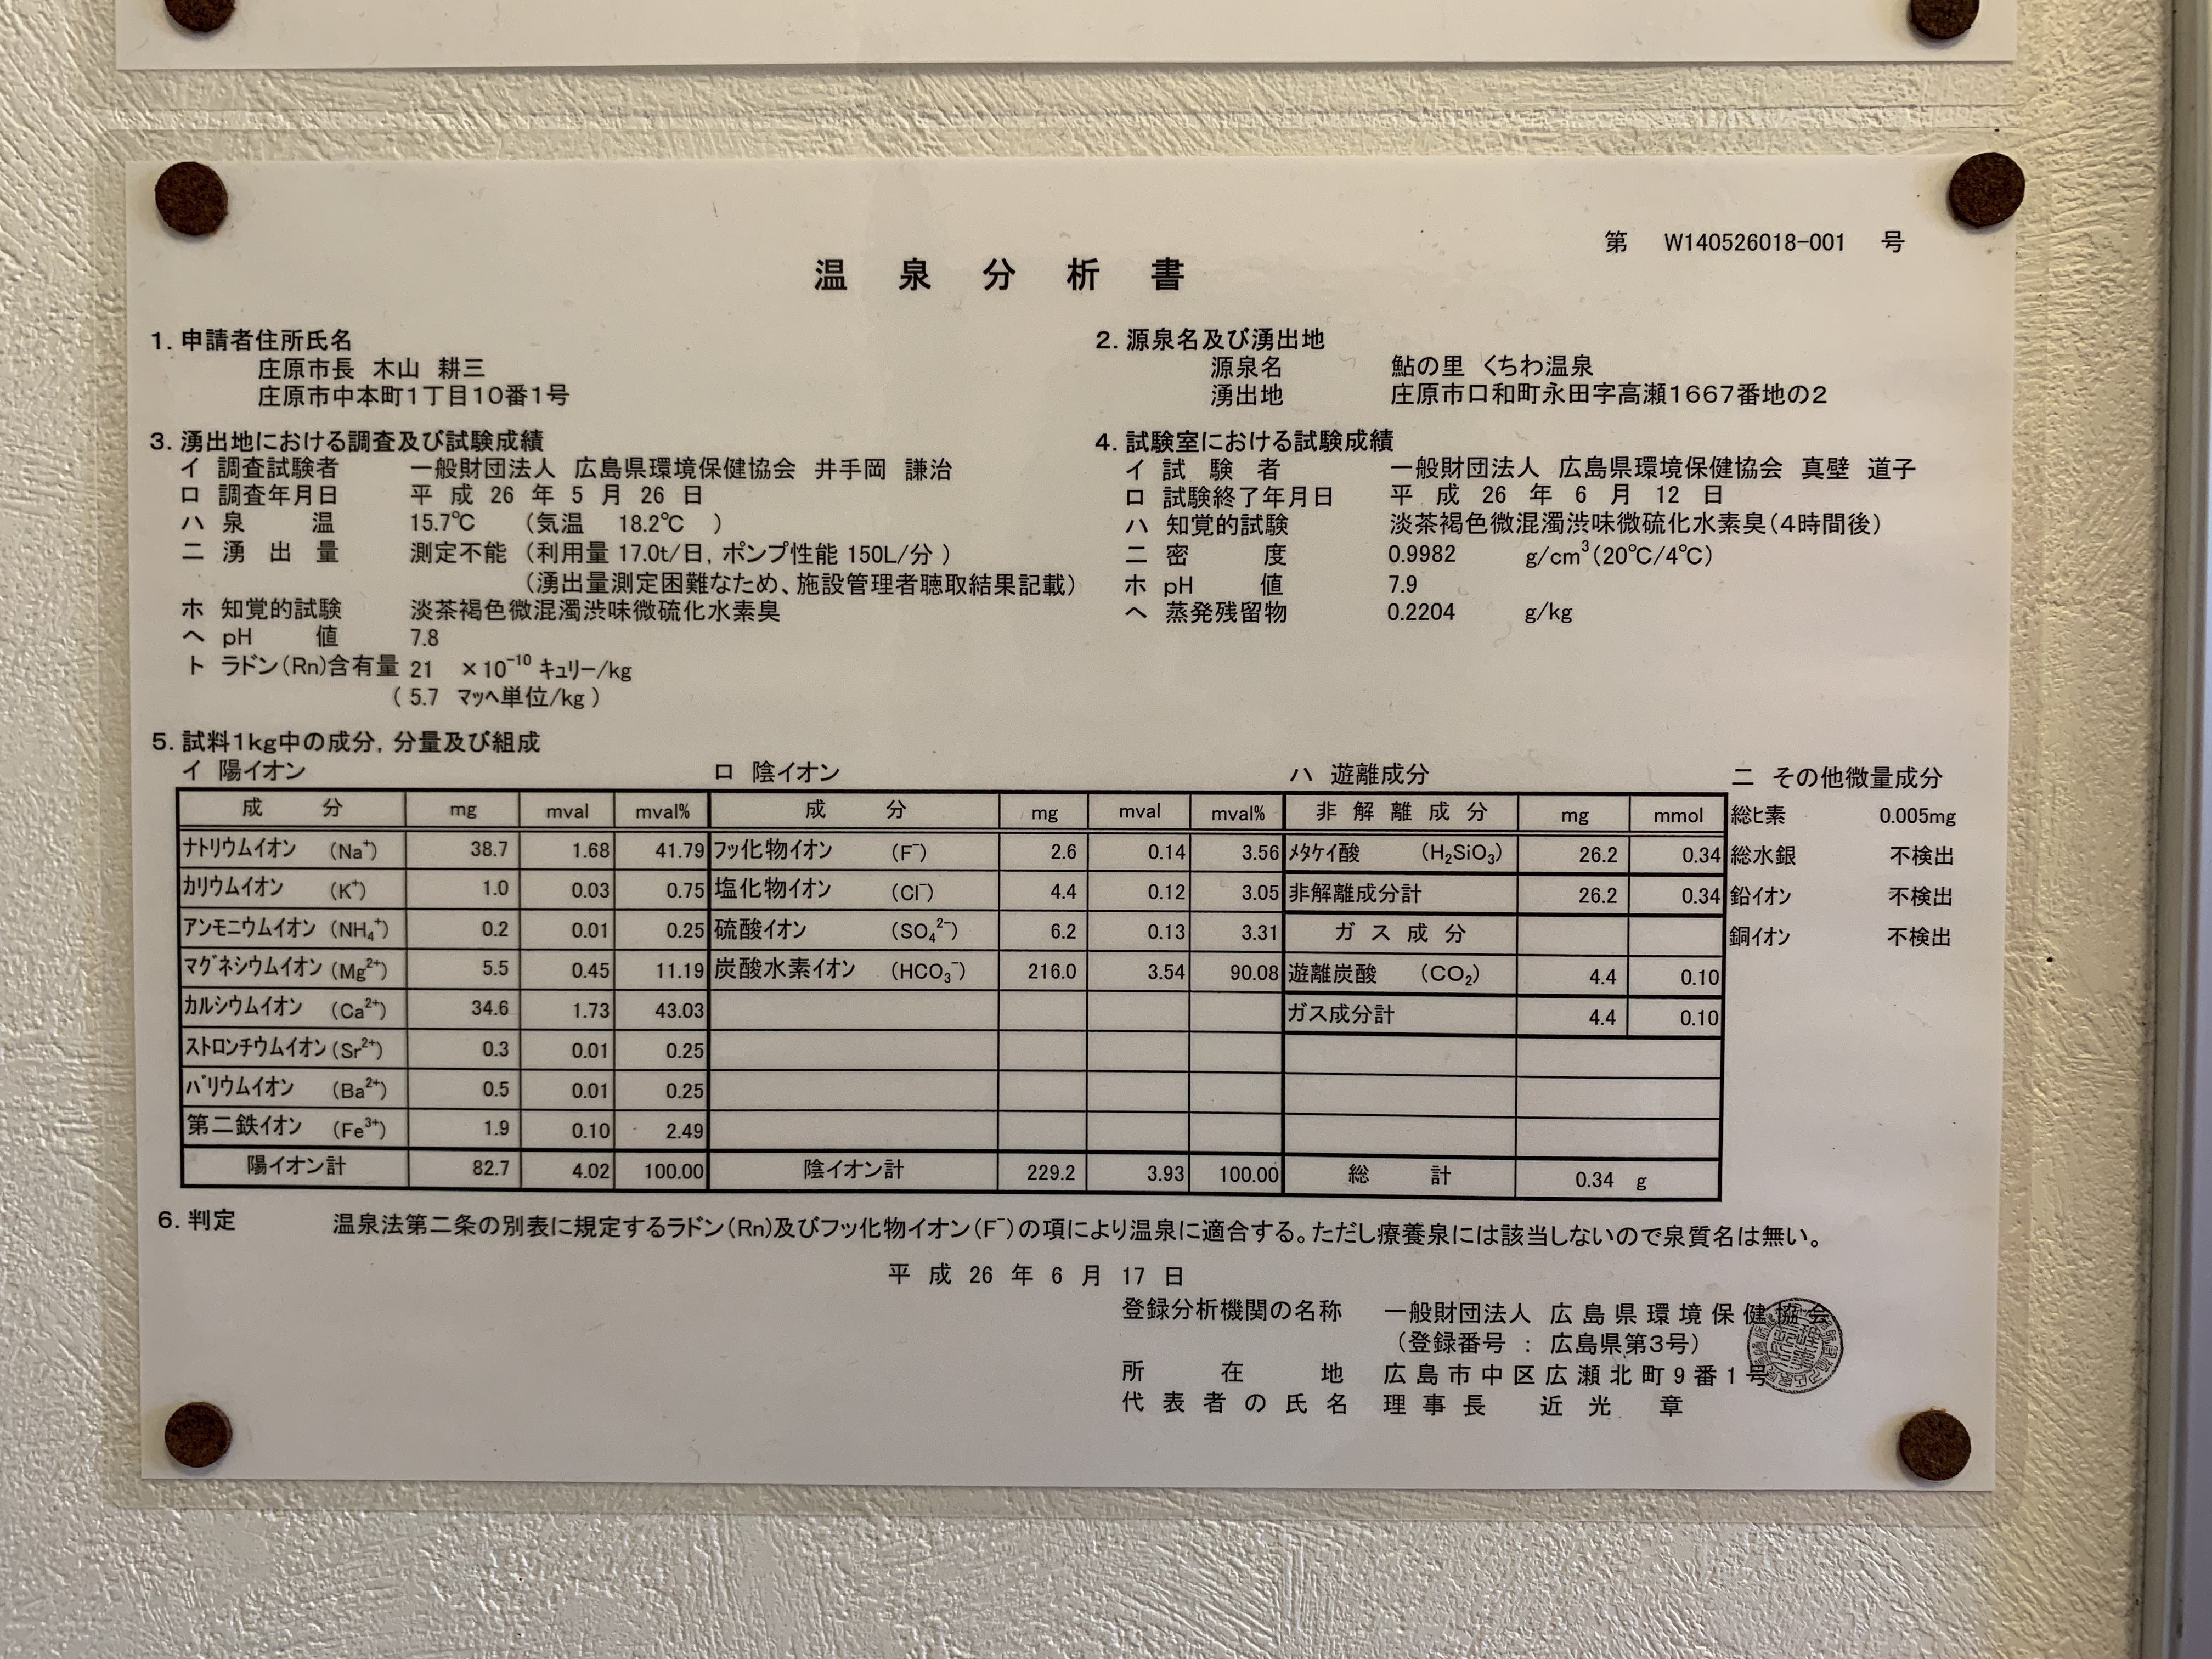 第 W140526018-001 号
温泉分析書
1. 申請者住所氏名
庄原市長 木山 耕三
庄原市中本町1丁目10番1号
2. 源泉名及び湧出地
源泉名 鮎の里 くちわ温泉
湧出地 庄原市口和町永田字高瀬1667番地の2
3. 湧出地における調査及び試験成績
イ 調査試験者 一般財団法人 広島県環境保健協会 井手岡 謙治
ロ 調査年月日 平成 26 年 5 月 26 日
ハ 泉温 15.7℃ (気温 18.2℃ )
ニ 湧出量 測定不能 (利用量 17.0t/日, ポンプ性能 150L/分 )
(湧出量測定困難なため、施設管理者聴取結果記載)
ホ 知覚的試験 淡茶褐色微混濁渋味微硫化水素臭
ヘ pH 値 7.8
ト ラドン(Rn)含有量 21 ×10⁻¹⁰ キュリー/kg
( 5.7 マッヘ単位/kg )
4. 試験室における試験成績
イ 試験者 一般財団法人 広島県環境保健協会 真壁 道子
ロ 試験終了年月日 平成 26 年 6 月 12 日
ハ 知覚的試験 淡茶褐色微混濁渋味微硫化水素臭(4時間後)
ニ 密度 0.9982 g/cm³(20℃/4℃)
ホ pH 値 7.9
ヘ 蒸発残留物 0.2204 g/kg
5. 試料1kg中の成分, 分量及び組成
イ 陽イオン
成分 mg mval mval%
ナトリウムイオン (Na⁺) 38.7 1.68 41.79
カリウムイオン (K⁺) 1.0 0.03 0.75
アンモニウムイオン (NH₄⁺) 0.2 0.01 0.25
マグネシウムイオン (Mg²⁺) 5.5 0.45 11.19
カルシウムイオン (Ca²⁺) 34.6 1.73 43.03
ストロンチウムイオン (Sr²⁺) 0.3 0.01 0.25
バリウムイオン (Ba²⁺) 0.5 0.01 0.25
第二鉄イオン (Fe³⁺) 1.9 0.10 2.49
陽イオン計 82.7 4.02 100.00
ロ 陰イオン
成分 mg mval mval%
フッ化物イオン (F⁻) 2.6 0.14 3.56
塩化物イオン (Cl⁻) 4.4 0.12 3.05
硫酸イオン (SO₄²⁻) 6.2 0.13 3.31
炭酸水素イオン (HCO₃⁻) 216.0 3.54 90.08
陰イオン計 229.2 3.93 100.00
ハ 遊離成分
非解離成分 mg mmol
メタケイ酸 (H₂SiO₃) 26.2 0.34
非解離成分計 26.2 0.34
ガス成分
遊離炭酸 (CO₂) 4.4 0.10
ガス成分計 4.4 0.10
総計 0.34 g
ニ その他微量成分
総ヒ素 0.005mg
総水銀 不検出
鉛イオン 不検出
銅イオン 不検出
6. 判定 温泉法第二条の別表に規定するラドン(Rn)及びフッ化物イオン(F⁻)の項により温泉に適合する。ただし療養泉には該当しないので泉質名は無い。
平成 26 年 6 月 17 日
登録分析機関の名称 一般財団法人 広島県環境保健協会
(登録番号 : 広島県第3号)
所在地 広島市中区広瀬北町9番1号
代表者の氏名 理事長 近光 章